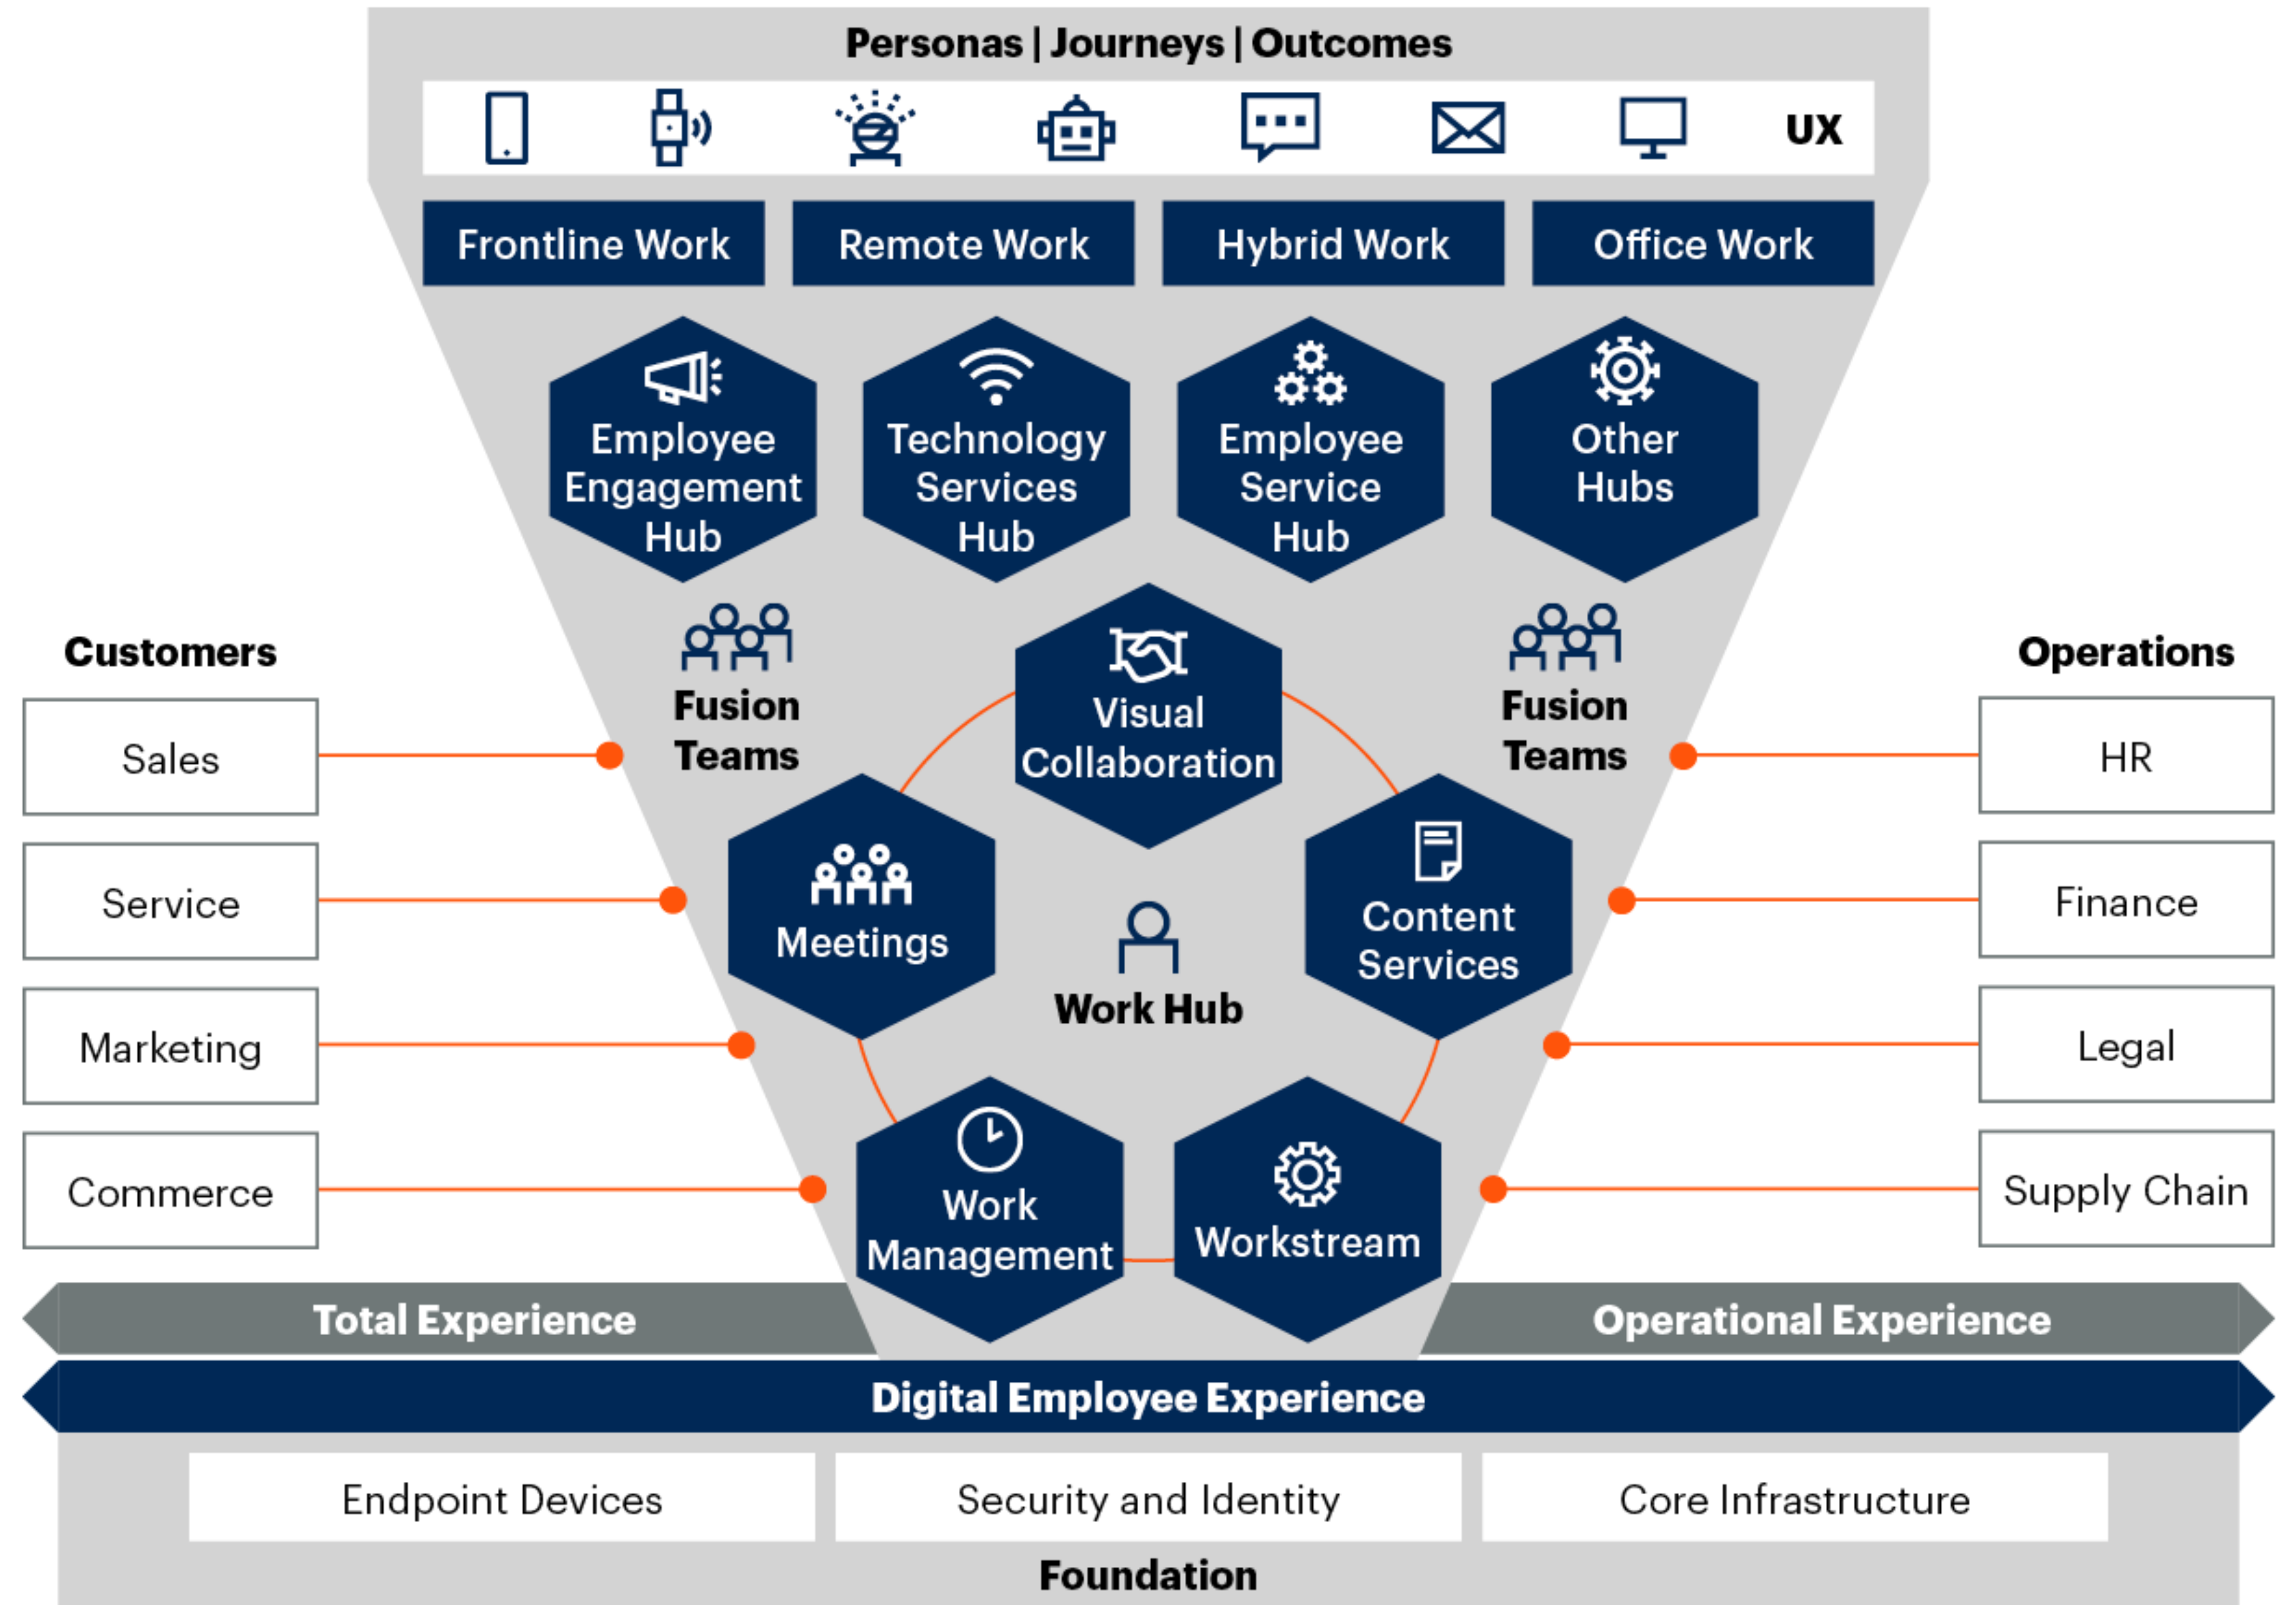 Personas | Journeys | Outcomes
UX
Frontline Work
Remote Work
Hybrid Work
Office Work
Employee
Engagement
Hub
Technology
Services
Hub
Employee
Service
Hub
Other
Hubs
Customers
Sales
Service
Marketing
Commerce
Fusion
Teams
Visual
Collaboration
Fusion
Teams
Meetings
Content
Services
Work Hub
Work
Management
Workstream
Operations
HR
Finance
Legal
Supply Chain
Total Experience
Operational Experience
Digital Employee Experience
Endpoint Devices
Security and Identity
Core Infrastructure
Foundation